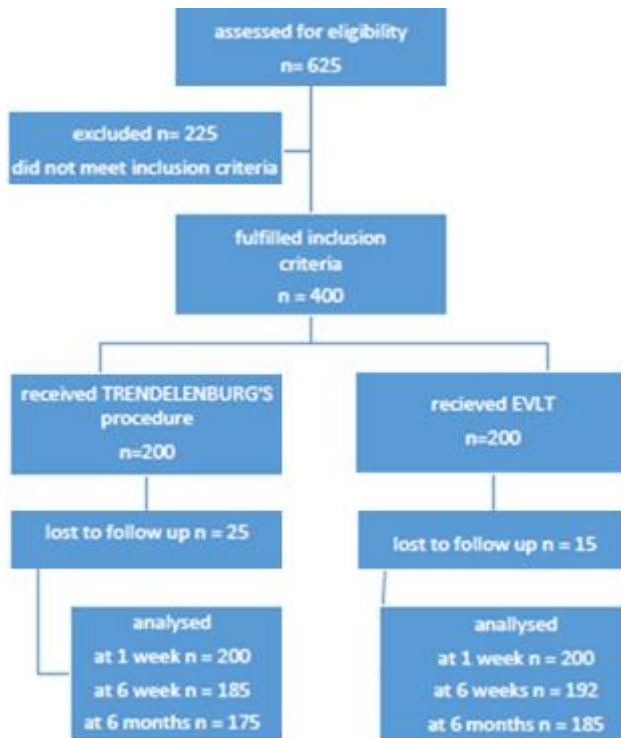 assessed for eligibility
n= 625
excluded n= 225
did not meet inclusion criteria
fulfilled inclusion
criteria
n = 400
received TRENDELENBURG'S
procedure
n=200
recieved EVLT
n=200
lost to follow up n = 25
lost to follow up n = 15
analysed
at 1 week n = 200
at 6 week n = 185
at 6 months n = 175
anallysed
at 1 week n = 200
at 6 weeks n = 192
at 6 months n = 185